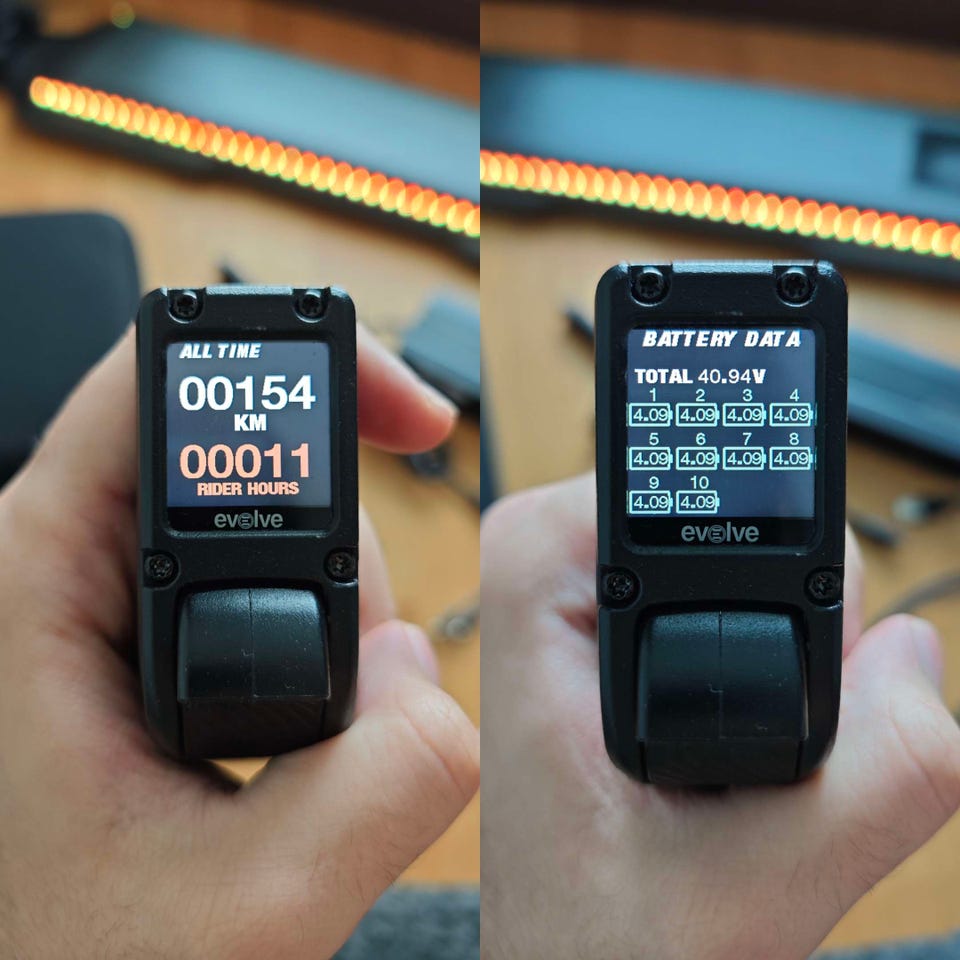 ALL TIME
00154
KM
00011
RIDER HOURS
evolve
BATTERY DATA
TOTAL 40.94V
1 2 3 4
4.09 4.09 4.09 4.09
5 6 7 8
4.09 4.09 4.09 4.09
9 10
4.09 4.09
evolve